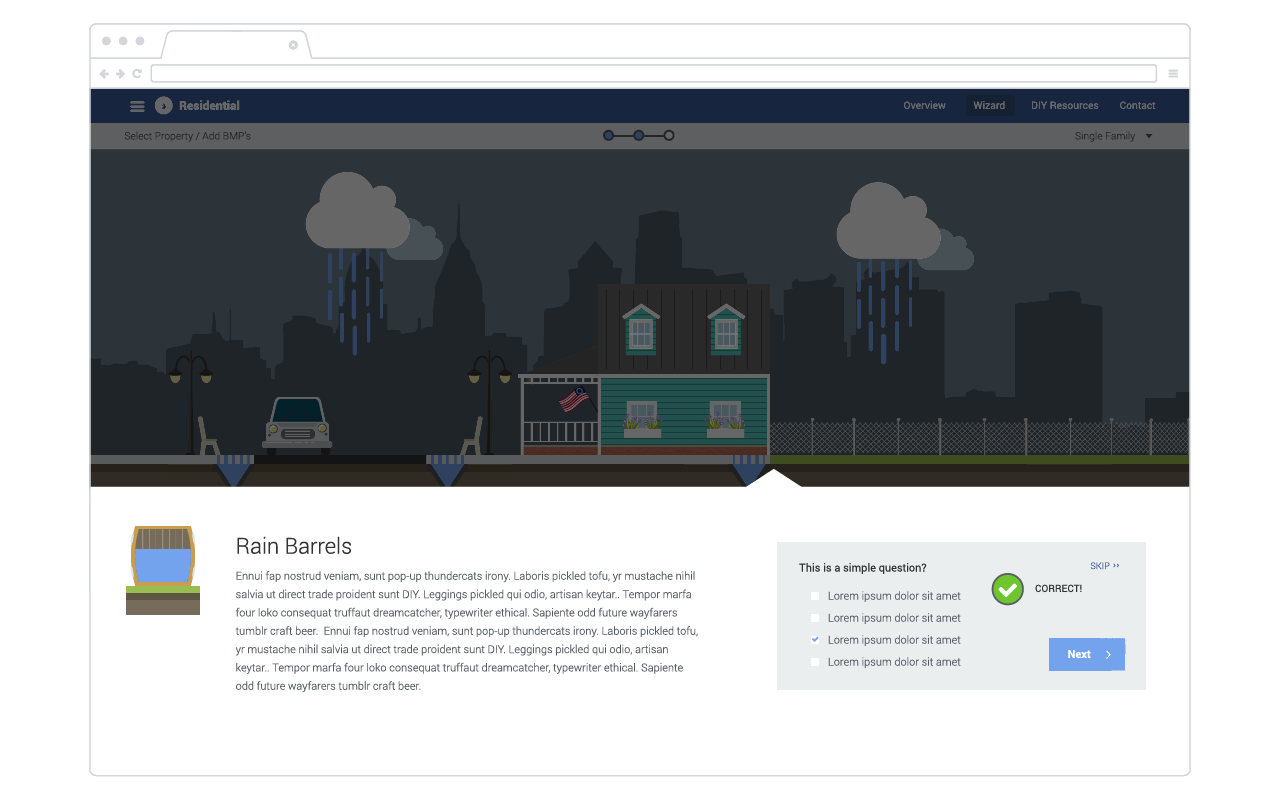 Residential
Overview
Wizard
DIY Resources
Contact
Select Property / Add BMP's
Single Family
Rain Barrels
Ennui fap nostrud veniam, sunt pop-up thundercats irony. Laboris pickled tofu, yr mustache nihil
salvia ut direct trade proident sunt DIY. Leggings pickled qui odio, artisan keytar.. Tempor marfa
four loko consequat truffaut dreamcatcher, typewriter ethical. Sapiente odd future wayfarers
tumblr craft beer.  Ennui fap nostrud veniam, sunt pop-up thundercats irony. Laboris pickled tofu,
yr mustache nihil salvia ut direct trade proident sunt DIY. Leggings pickled qui odio, artisan
keytar.. Tempor marfa four loko consequat truffaut dreamcatcher, typewriter ethical. Sapiente
odd future wayfarers tumblr craft beer.
This is a simple question?
SKIP ››
Lorem ipsum dolor sit amet
Lorem ipsum dolor sit amet
Lorem ipsum dolor sit amet
Lorem ipsum dolor sit amet
CORRECT!
Next